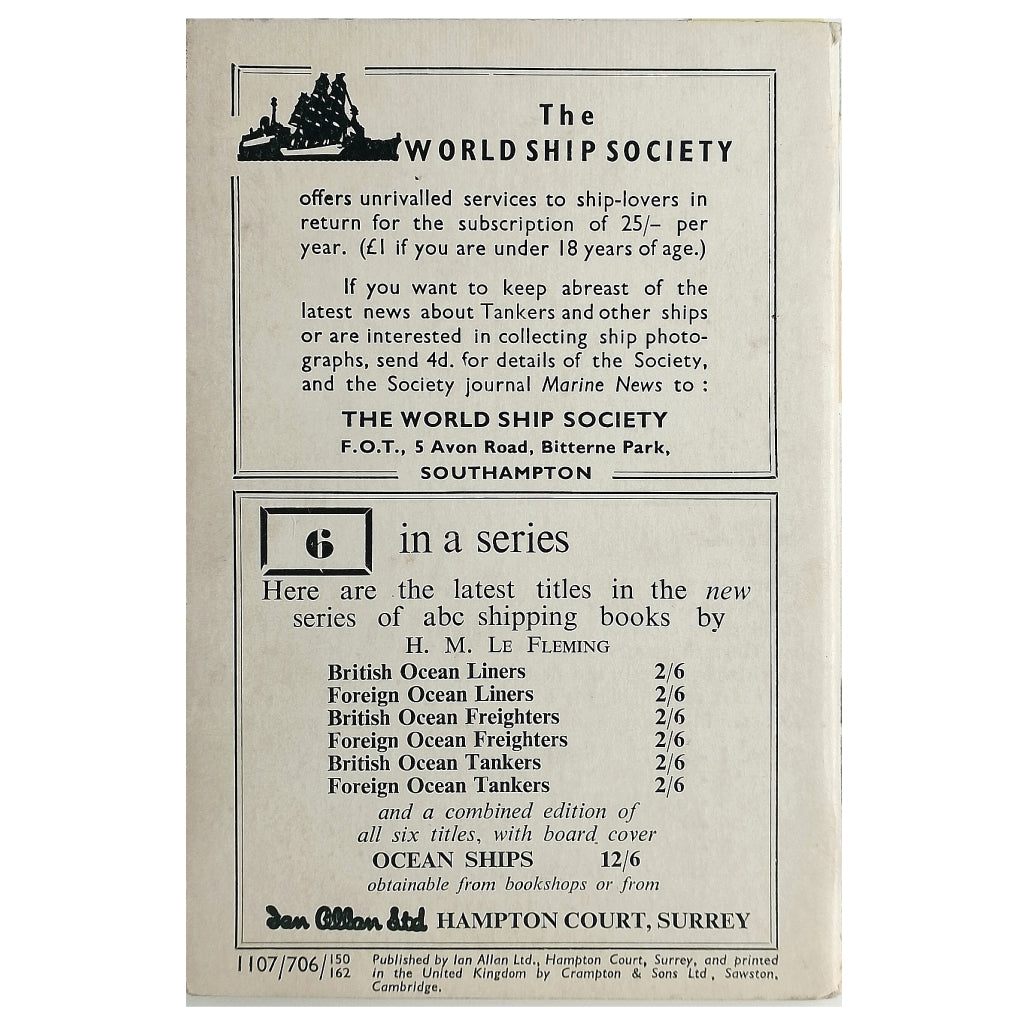 The
WORLD SHIP SOCIETY
offers unrivalled services to ship-lovers in
return for the subscription of 25/– per
year. (£1 if you are under 18 years of age.)
If you want to keep abreast of the
latest news about Tankers and other ships
or are interested in collecting ship photo-
graphs, send 4d. for details of the Society,
and the Society journal Marine News to :
THE WORLD SHIP SOCIETY
F.O.T., 5 Avon Road, Bitterne Park,
SOUTHAMPTON
6 in a series
Here are the latest titles in the new
series of abc shipping books by
H. M. LE FLEMING
British Ocean Liners 2/6
Foreign Ocean Liners 2/6
British Ocean Freighters 2/6
Foreign Ocean Freighters 2/6
British Ocean Tankers 2/6
Foreign Ocean Tankers 2/6
and a combined edition of
all six titles, with board cover
OCEAN SHIPS 12/6
obtainable from bookshops or from
Ian Allan Ltd HAMPTON COURT, SURREY
1107/706/150 162
Published by Ian Allan Ltd., Hampton Court, Surrey, and printed
in the United Kingdom by Crampton & Sons Ltd, Sawston,
Cambridge.